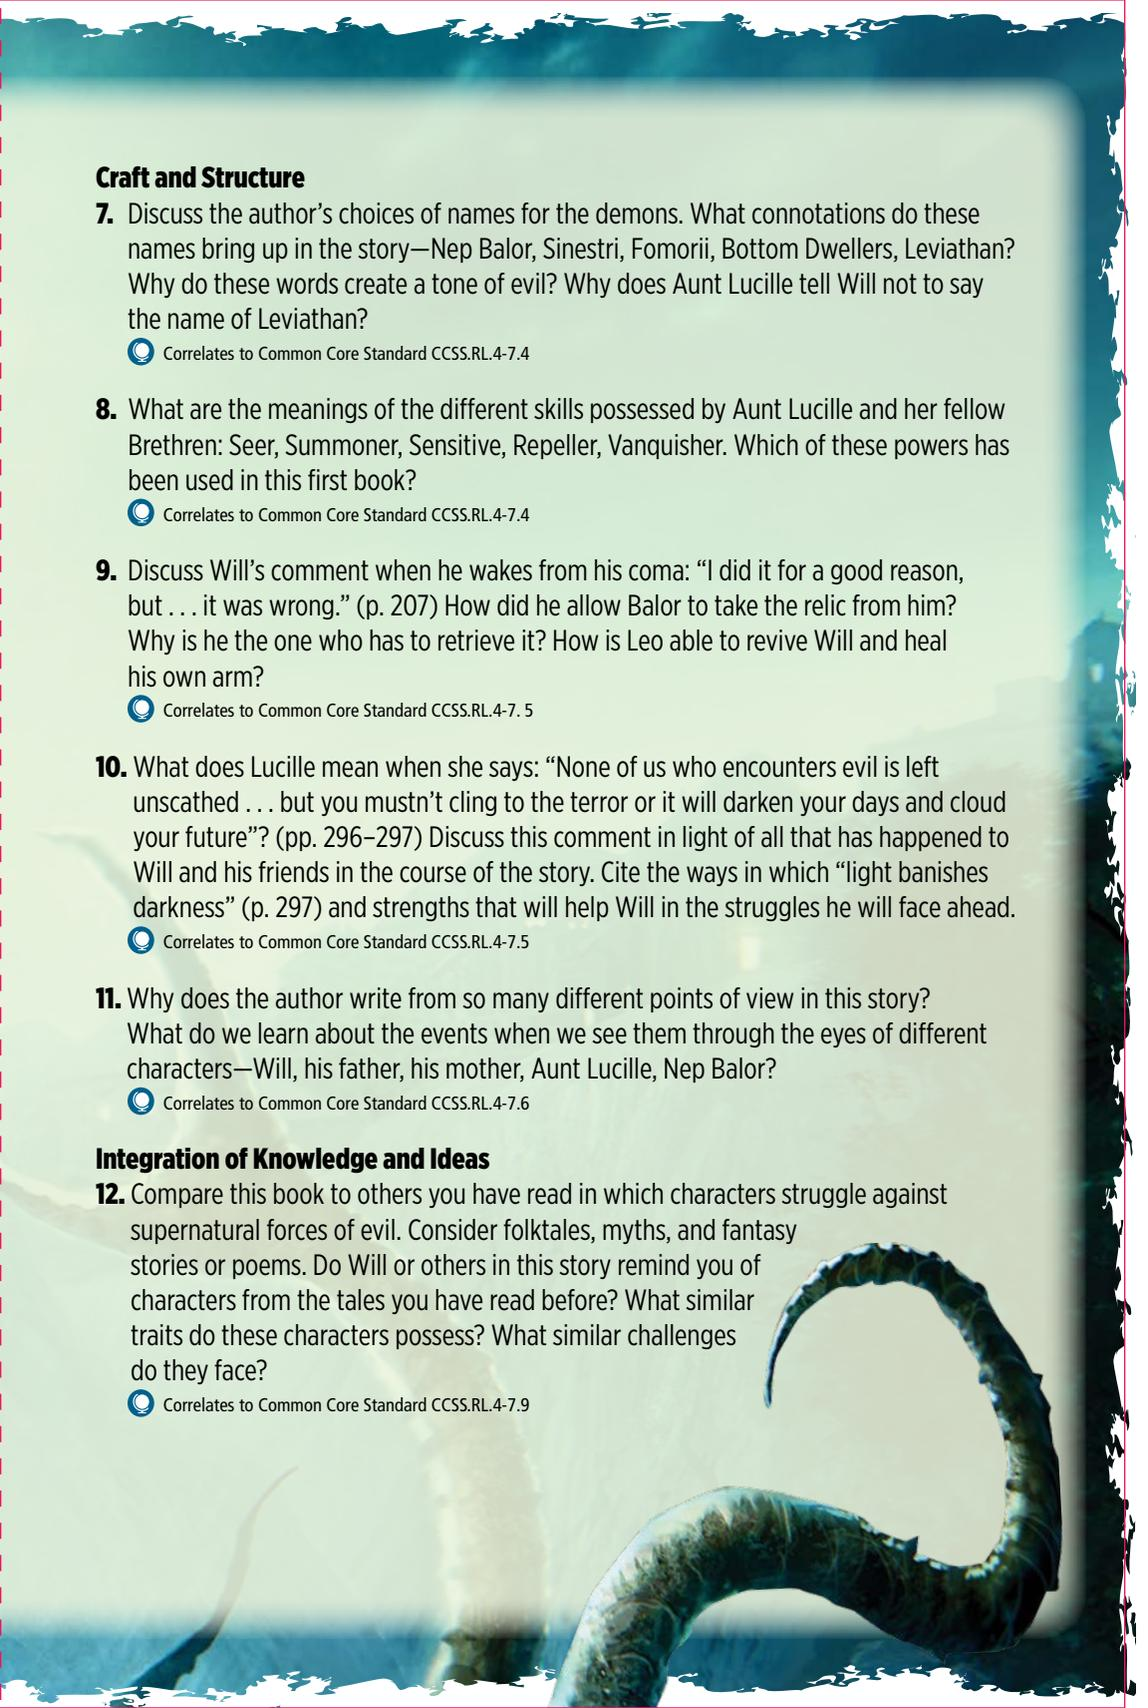 Craft and Structure
7. Discuss the author’s choices of names for the demons. What connotations do these
names bring up in the story—Nep Balor, Sinestri, Fomorii, Bottom Dwellers, Leviathan?
Why do these words create a tone of evil? Why does Aunt Lucille tell Will not to say
the name of Leviathan?
Correlates to Common Core Standard CCSS.RL.4-7.4
8. What are the meanings of the different skills possessed by Aunt Lucille and her fellow
Brethren: Seer, Summoner, Sensitive, Repeller, Vanquisher. Which of these powers has
been used in this first book?
Correlates to Common Core Standard CCSS.RL.4-7.4
9. Discuss Will’s comment when he wakes from his coma: “I did it for a good reason,
but . . . it was wrong.” (p. 207) How did he allow Balor to take the relic from him?
Why is he the one who has to retrieve it? How is Leo able to revive Will and heal
his own arm?
Correlates to Common Core Standard CCSS.RL.4-7. 5
10. What does Lucille mean when she says: “None of us who encounters evil is left
unscathed . . . but you mustn’t cling to the terror or it will darken your days and cloud
your future”? (pp. 296–297) Discuss this comment in light of all that has happened to
Will and his friends in the course of the story. Cite the ways in which “light banishes
darkness” (p. 297) and strengths that will help Will in the struggles he will face ahead.
Correlates to Common Core Standard CCSS.RL.4-7.5
11. Why does the author write from so many different points of view in this story?
What do we learn about the events when we see them through the eyes of different
characters—Will, his father, his mother, Aunt Lucille, Nep Balor?
Correlates to Common Core Standard CCSS.RL.4-7.6
Integration of Knowledge and Ideas
12. Compare this book to others you have read in which characters struggle against
supernatural forces of evil. Consider folktales, myths, and fantasy
stories or poems. Do Will or others in this story remind you of
characters from the tales you have read before? What similar
traits do these characters possess? What similar challenges
do they face?
Correlates to Common Core Standard CCSS.RL.4-7.9